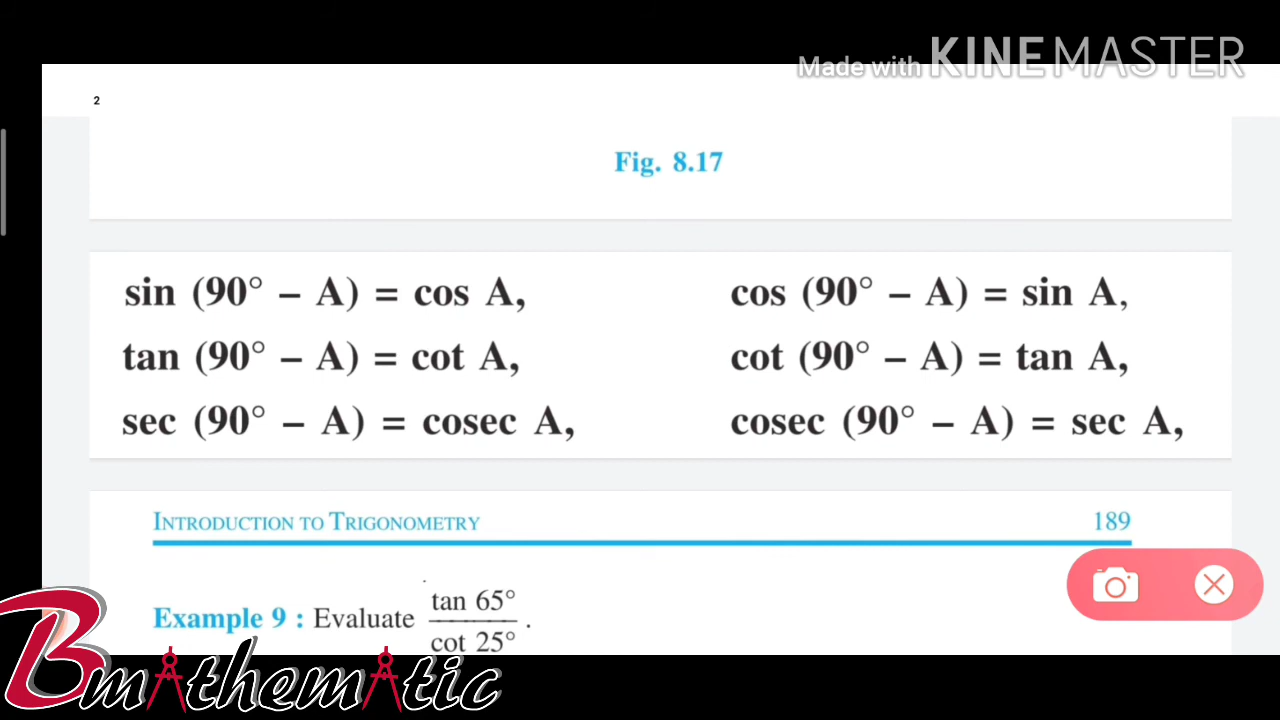 Made with KINEMASTER
2
Fig. 8.17
sin (90° – A) = cos A, cos (90° – A) = sin A,
tan (90° – A) = cot A, cot (90° – A) = tan A,
sec (90° – A) = cosec A, cosec (90° – A) = sec A,
INTRODUCTION TO TRIGONOMETRY 189
Example 9 : Evaluate tan 65° / cot 25° .
Bmathematic